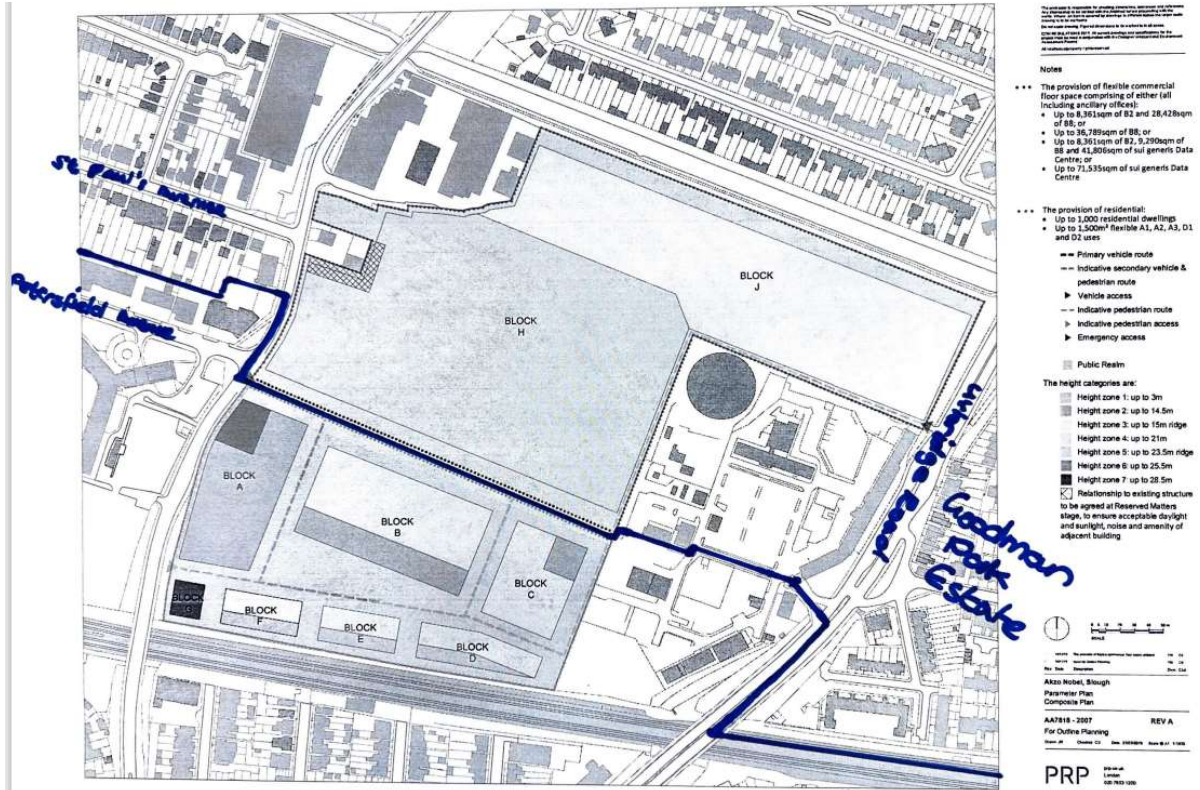 St Paul's Avenue
Petersfield Avenue
BLOCK
J
BLOCK
H
BLOCK
A
BLOCK
B
BLOCK
C
BLOCK
G
BLOCK
F
BLOCK
E
BLOCK
D
Uxbridge Road
Goodman
Park
Estate
Notes
*** The provision of flexible commercial
floor space comprising of either (all
including ancillary offices):
• Up to 8,361sqm of B2 and 28,428sqm
of B8; or
• Up to 36,789sqm of B8; or
• Up to 8,361sqm of B2, 9,290sqm of
B8 and 41,806sqm of sui generis Data
Centre; or
• Up to 71,535sqm of sui generis Data
Centre
*** The provision of residential:
• Up to 1,000 residential dwellings
• Up to 1,500m² flexible A1, A2, A3, D1
and D2 uses
Primary vehicle route
Indicative secondary vehicle &
pedestrian route
Vehicle access
Indicative pedestrian route
Indicative pedestrian access
Emergency access
Public Realm
The height categories are:
Height zone 1: up to 3m
Height zone 2: up to 14.5m
Height zone 3: up to 15m ridge
Height zone 4: up to 21m
Height zone 5: up to 23.5m ridge
Height zone 6: up to 25.5m
Height zone 7: up to 28.5m
Relationship to existing structure
to be agreed at Reserved Matters
stage, to ensure acceptable daylight
and sunlight, noise and amenity of
adjacent building
SCALE
Akzo Nobel, Slough
Parameter Plan
Composite Plan
AA7818 - 2007 REV A
For Outline Planning
PRP
London